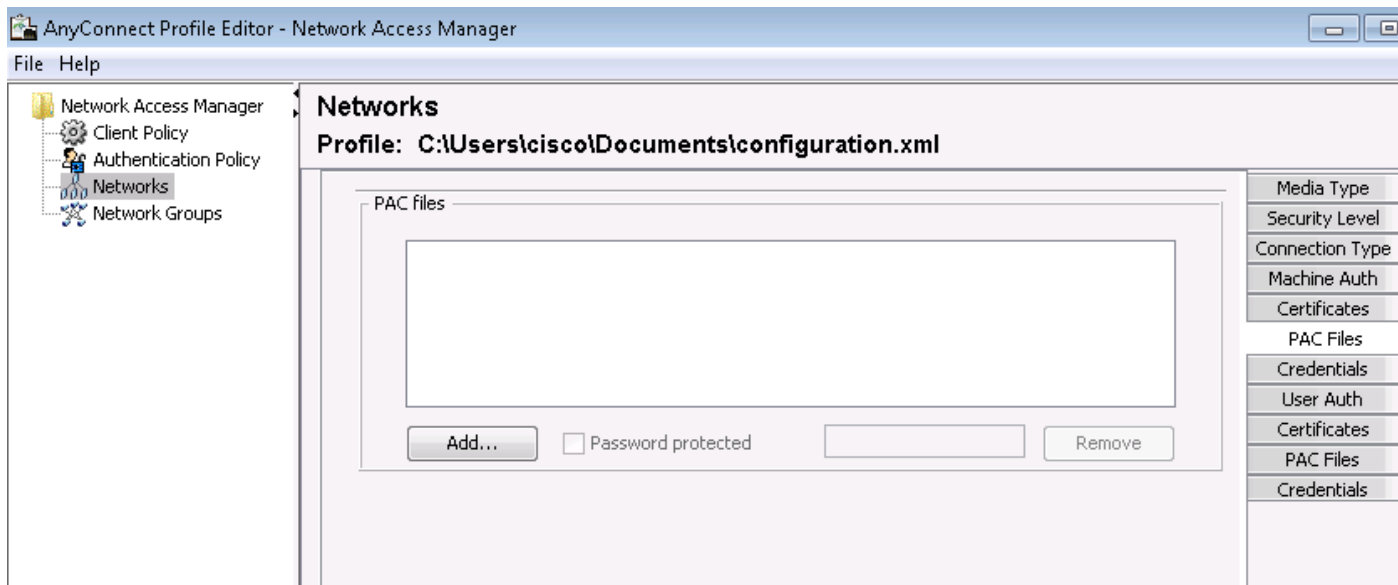 AnyConnect Profile Editor - Network Access Manager
File Help
Network Access Manager
Client Policy
Authentication Policy
Networks
Network Groups
Networks
Profile: C:\Users\cisco\Documents\configuration.xml
PAC files
Add...
Password protected
Remove
Media Type
Security Level
Connection Type
Machine Auth
Certificates
PAC Files
Credentials
User Auth
Certificates
PAC Files
Credentials